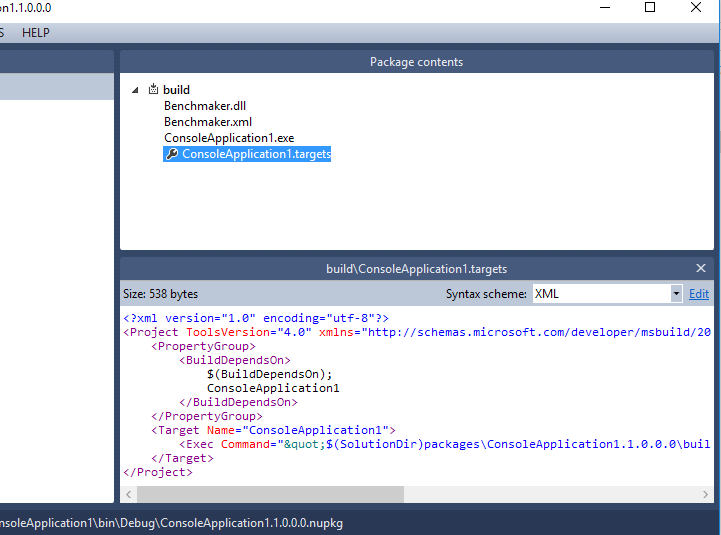 on1.1.0.0.0
S HELP
Package contents
build
Benchmaker.dll
Benchmaker.xml
ConsoleApplication1.exe
ConsoleApplication1.targets
build\ConsoleApplication1.targets
Size: 538 bytes Syntax scheme: XML Edit
<?xml version="1.0" encoding="utf-8"?>
<Project ToolsVersion="4.0" xmlns="http://schemas.microsoft.com/developer/msbuild/20
<PropertyGroup>
<BuildDependsOn>
$(BuildDependsOn);
ConsoleApplication1
</BuildDependsOn>
</PropertyGroup>
<Target Name="ConsoleApplication1">
<Exec Command="&quot;$(SolutionDir)packages\ConsoleApplication1.1.0.0.0\buil
</Target>
</Project>
nsoleApplication1\bin\Debug\ConsoleApplication1.1.0.0.0.nupkg